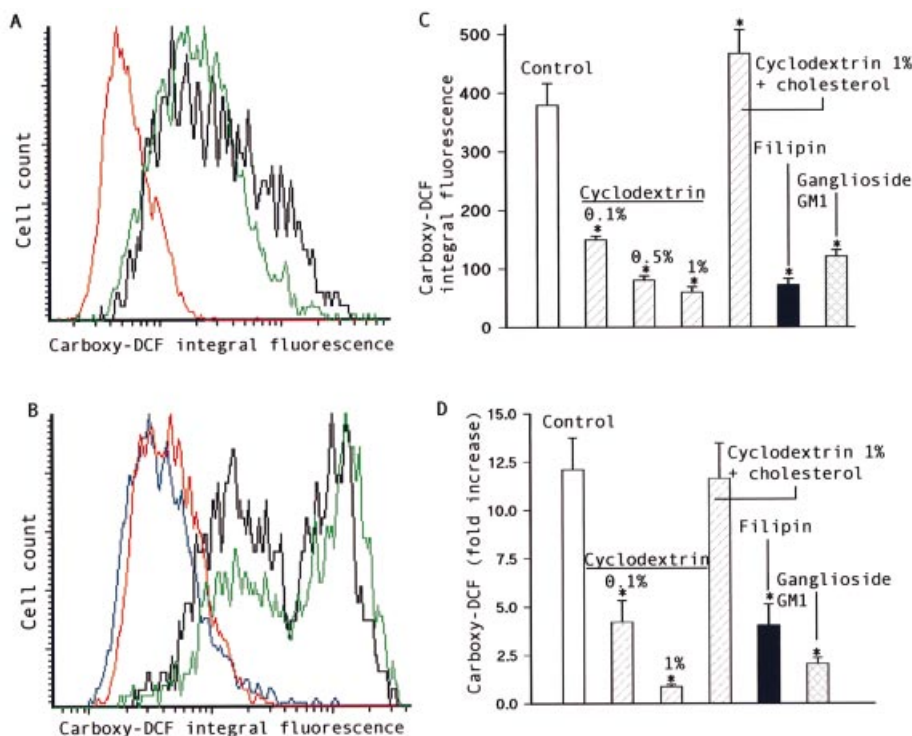 A
Cell count
Carboxy-DCF integral fluorescence
B
Cell count
Carboxy-DCF integral fluorescence
C
Carboxy-DCF
integral fluorescence
500
400
300
200
100
0
Control
Cyclodextrin
0.1%
*
0.5%
*
1%
*
*
Cyclodextrin 1%
+ cholesterol
Filipin
*
Ganglioside
GM1
*
D
Carboxy-DCF (fold increase)
15.0
12.5
10.0
7.5
5.0
2.5
0.0
Control
Cyclodextrin
0.1%
*
1%
*
Cyclodextrin 1%
+ cholesterol
Filipin
*
Ganglioside
GM1
*